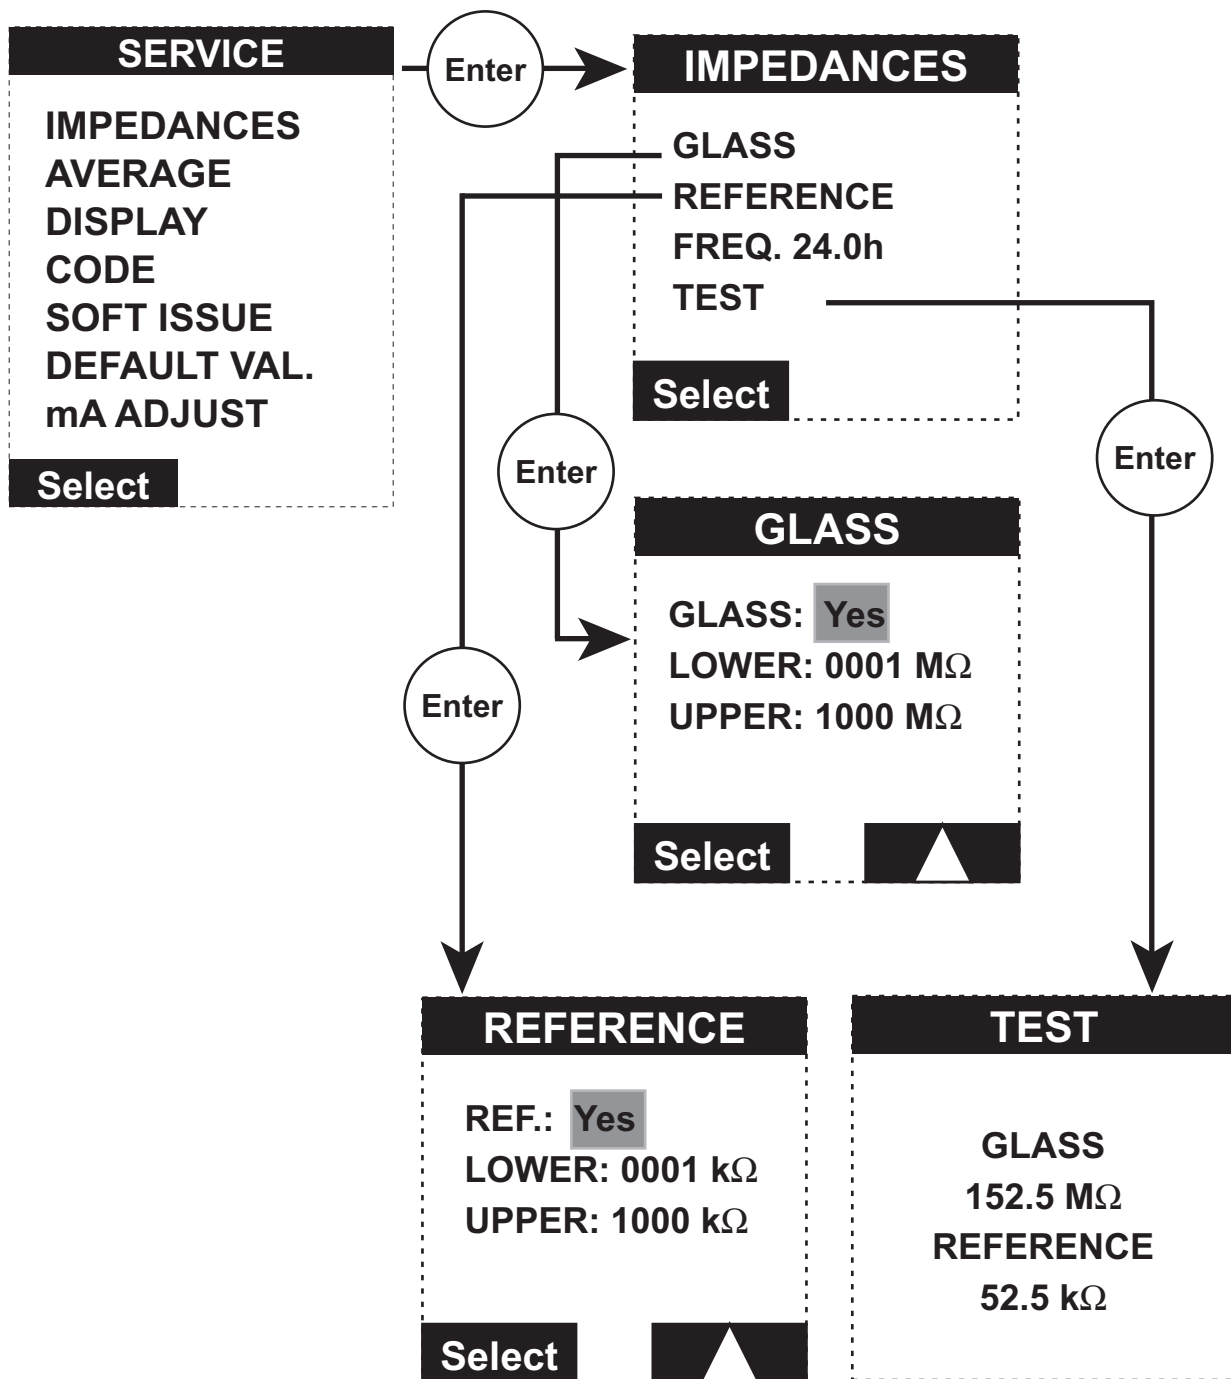 SERVICE
IMPEDANCES
AVERAGE
DISPLAY
CODE
SOFT ISSUE
DEFAULT VAL.
mA ADJUST
Select
Enter
IMPEDANCES
GLASS
REFERENCE
FREQ. 24.0h
TEST
Select
Enter
Enter
Enter
GLASS
GLASS: Yes
LOWER: 0001 MΩ
UPPER: 1000 MΩ
Select
REFERENCE
REF.: Yes
LOWER: 0001 kΩ
UPPER: 1000 kΩ
Select
TEST
GLASS
152.5 MΩ
REFERENCE
52.5 kΩ